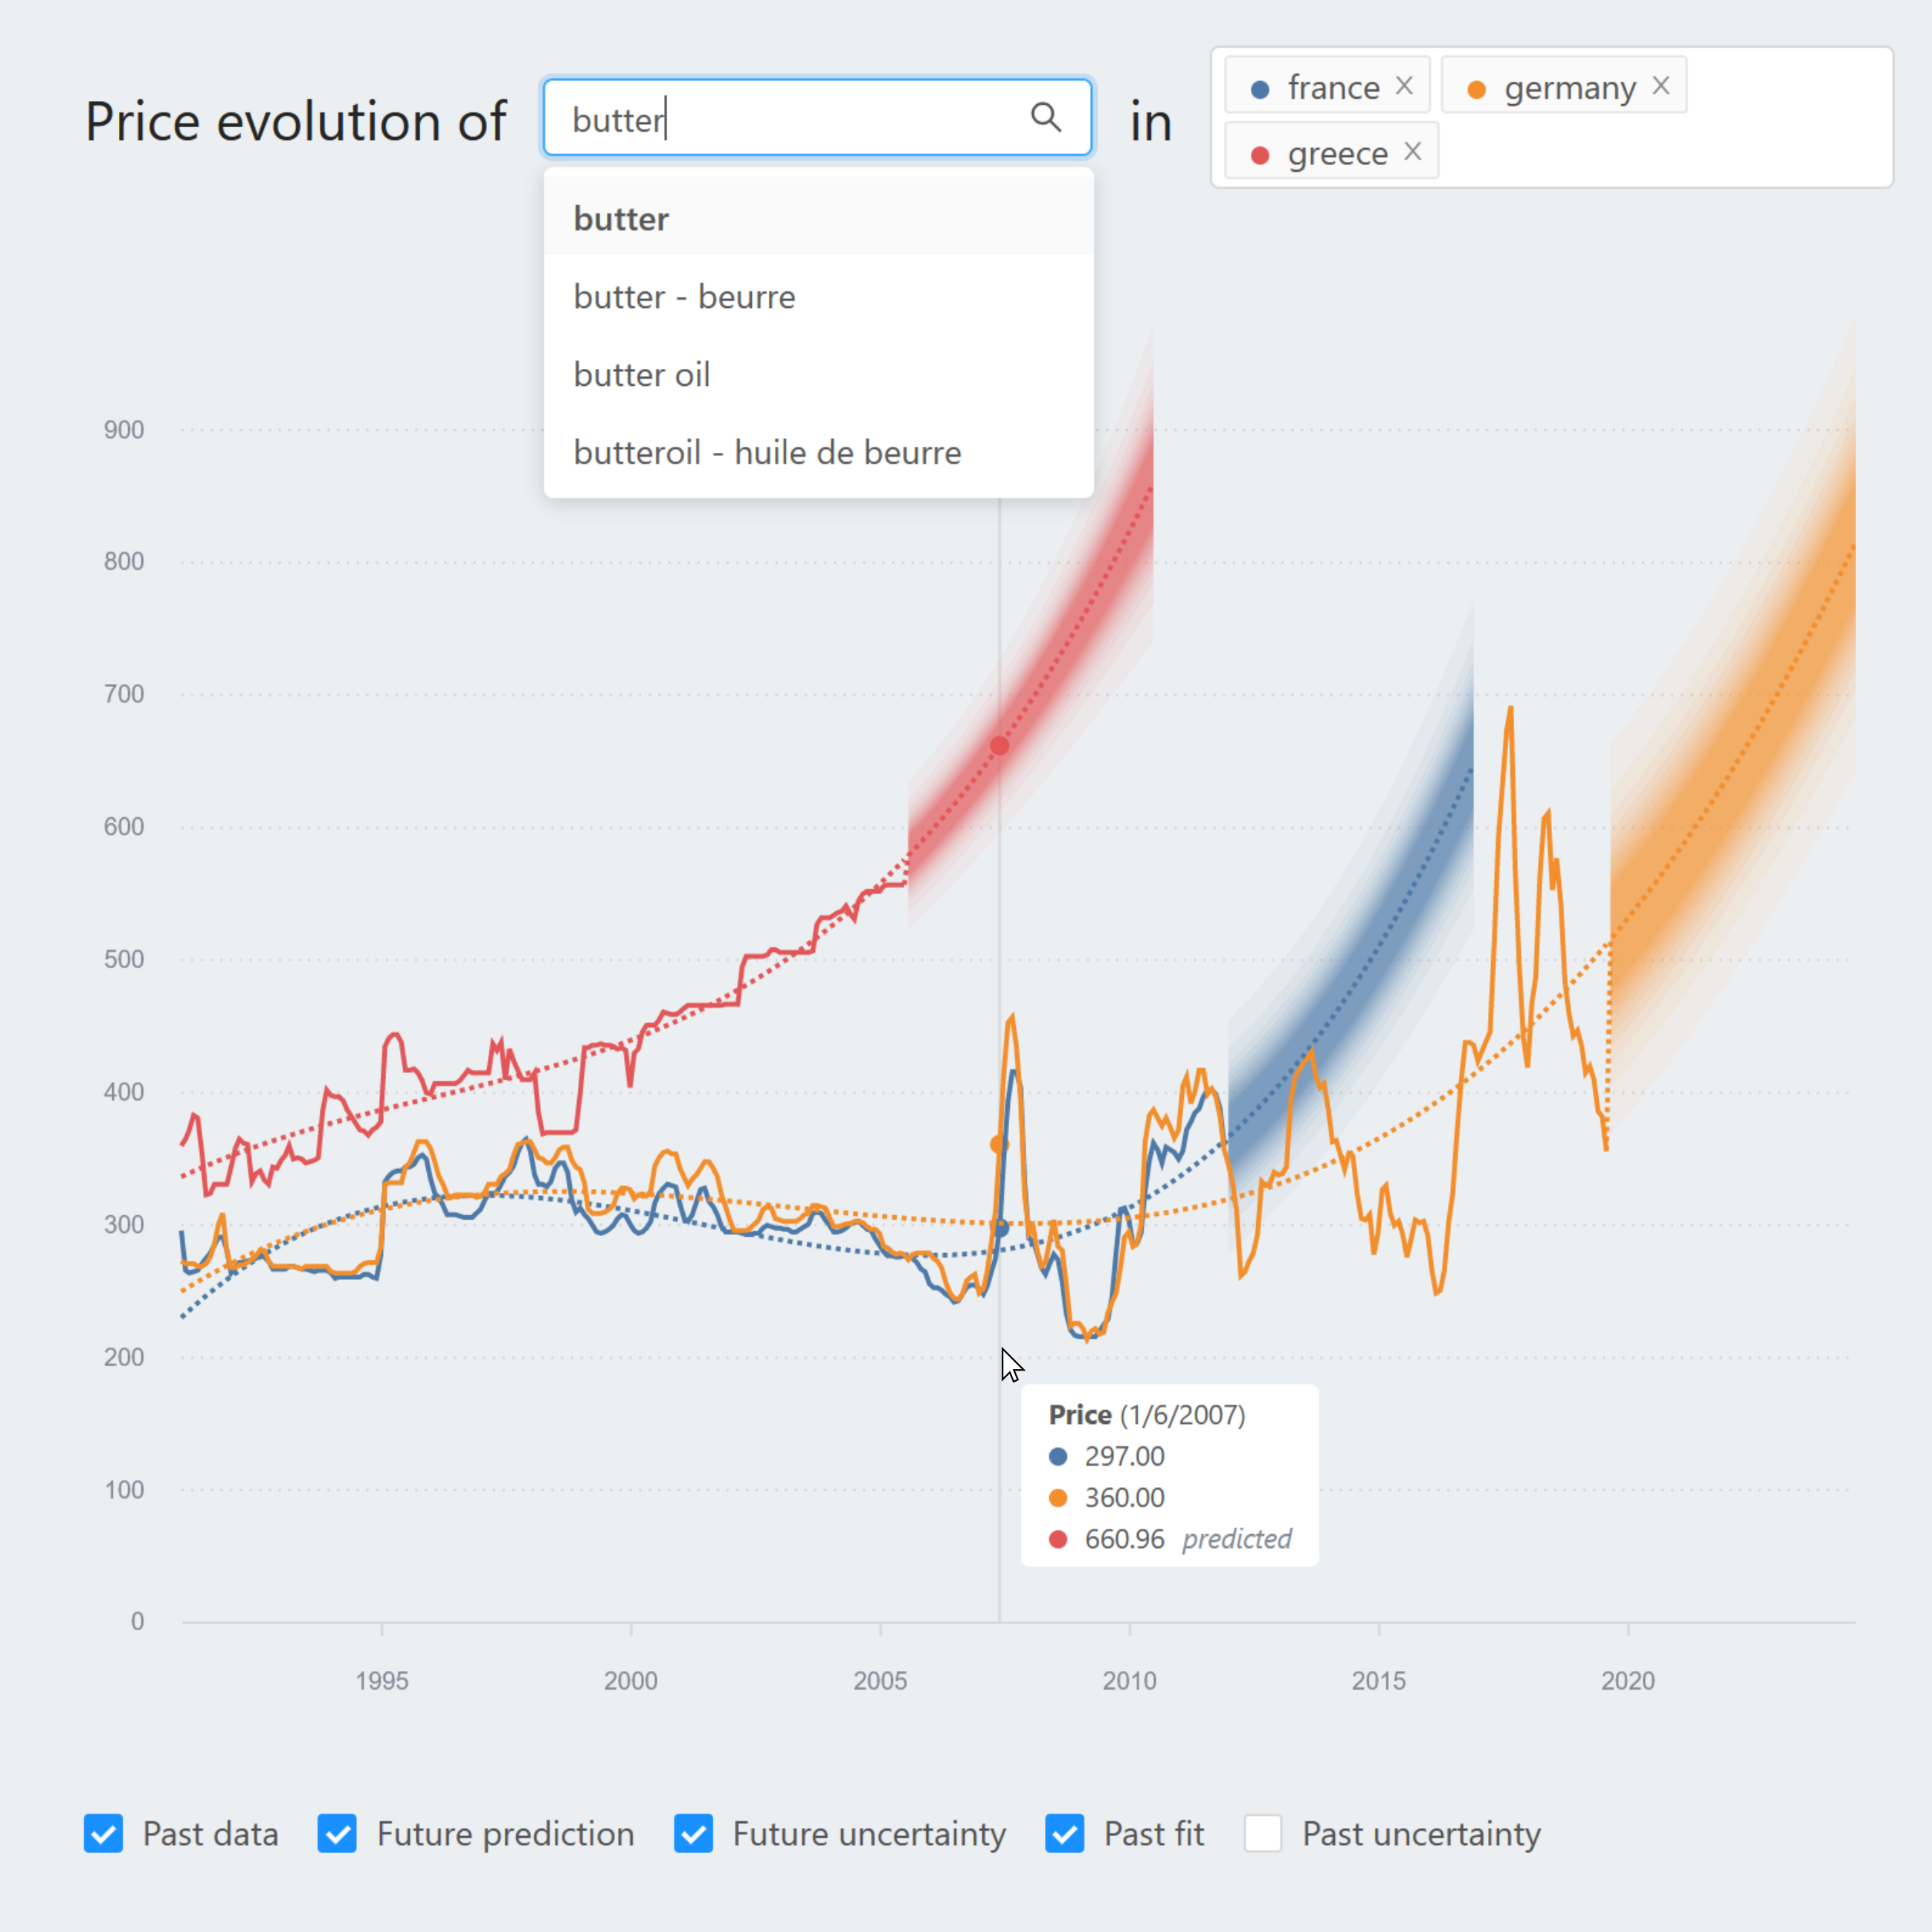 Price evolution of butter in
france X germany X
greece X
butter
butter - beurre
butter oil
butteroil - huile de beurre
900
800
700
600
500
400
300
200
100
0
Price (1/6/2007)
297.00
360.00
660.96 predicted
1995 2000 2005 2010 2015 2020
Past data Future prediction Future uncertainty Past fit Past uncertainty